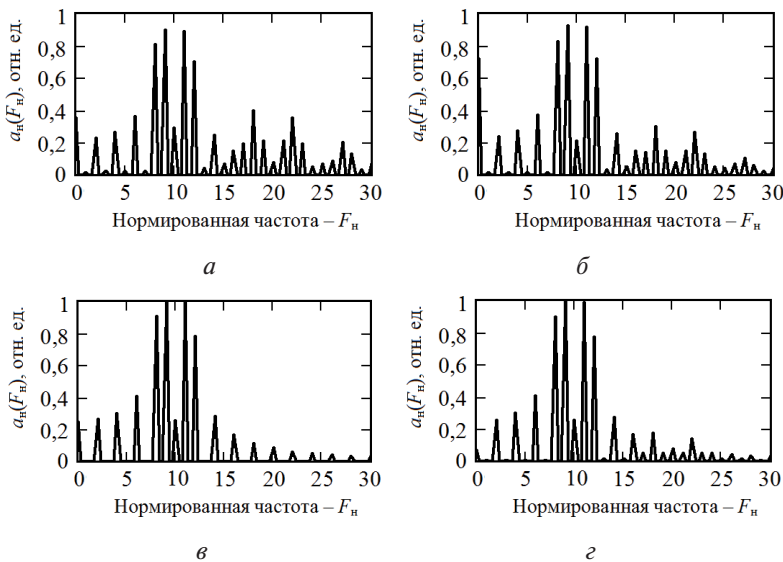 1
0,8
0,6
0,4
0,2
0
aн(Fн), отн. ед.
0 5 10 15 20 25 30
Нормированная частота – Fн
а
1
0,8
0,6
0,4
0,2
0
aн(Fн), отн. ед.
0 5 10 15 20 25 30
Нормированная частота – Fн
б
1
0,8
0,6
0,4
0,2
0
aн(Fн), отн. ед.
0 5 10 15 20 25 30
Нормированная частота – Fн
в
1
0,8
0,6
0,4
0,2
0
aн(Fн), отн. ед.
0 5 10 15 20 25 30
Нормированная частота – Fн
г